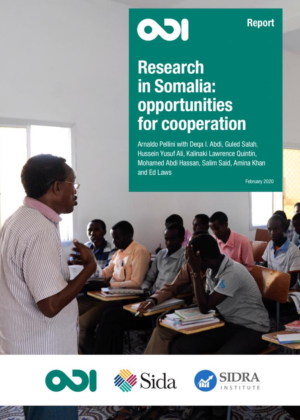 ODI
Report
Research
in Somalia:
opportunities
for cooperation
Arnaldo Pellini with Deqa I. Abdi, Guled Salah,
Hussein Yusuf Ali, Kalinaki Lawrence Quintin,
Mohamed Abdi Hassan, Salim Said, Amina Khan
and Ed Laws
February 2020
ODI
Sida
SIDRA
INSTITUTE